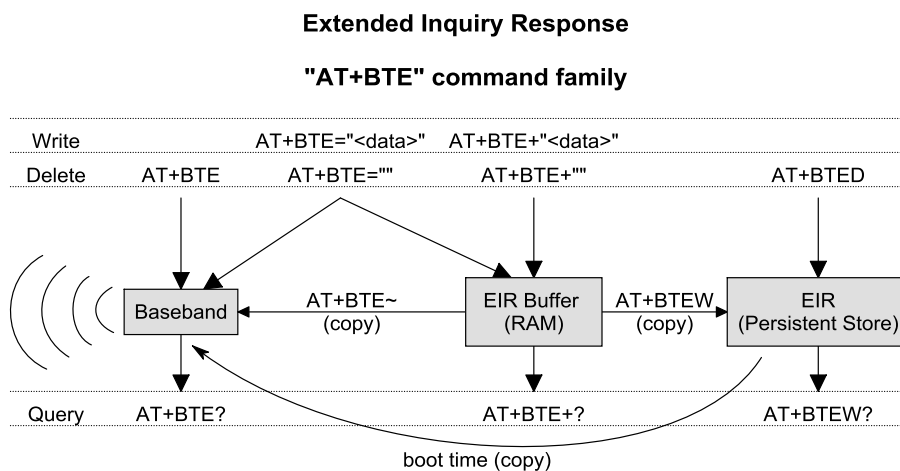 Extended Inquiry Response
"AT+BTE" command family
Write AT+BTE="<data>" AT+BTE+"<data>"
Delete AT+BTE AT+BTE="" AT+BTE+"" AT+BTED
Baseband
AT+BTE~
(copy)
EIR Buffer
(RAM)
AT+BTEW
(copy)
EIR
(Persistent Store)
Query AT+BTE? AT+BTE+? AT+BTEW?
boot time (copy)